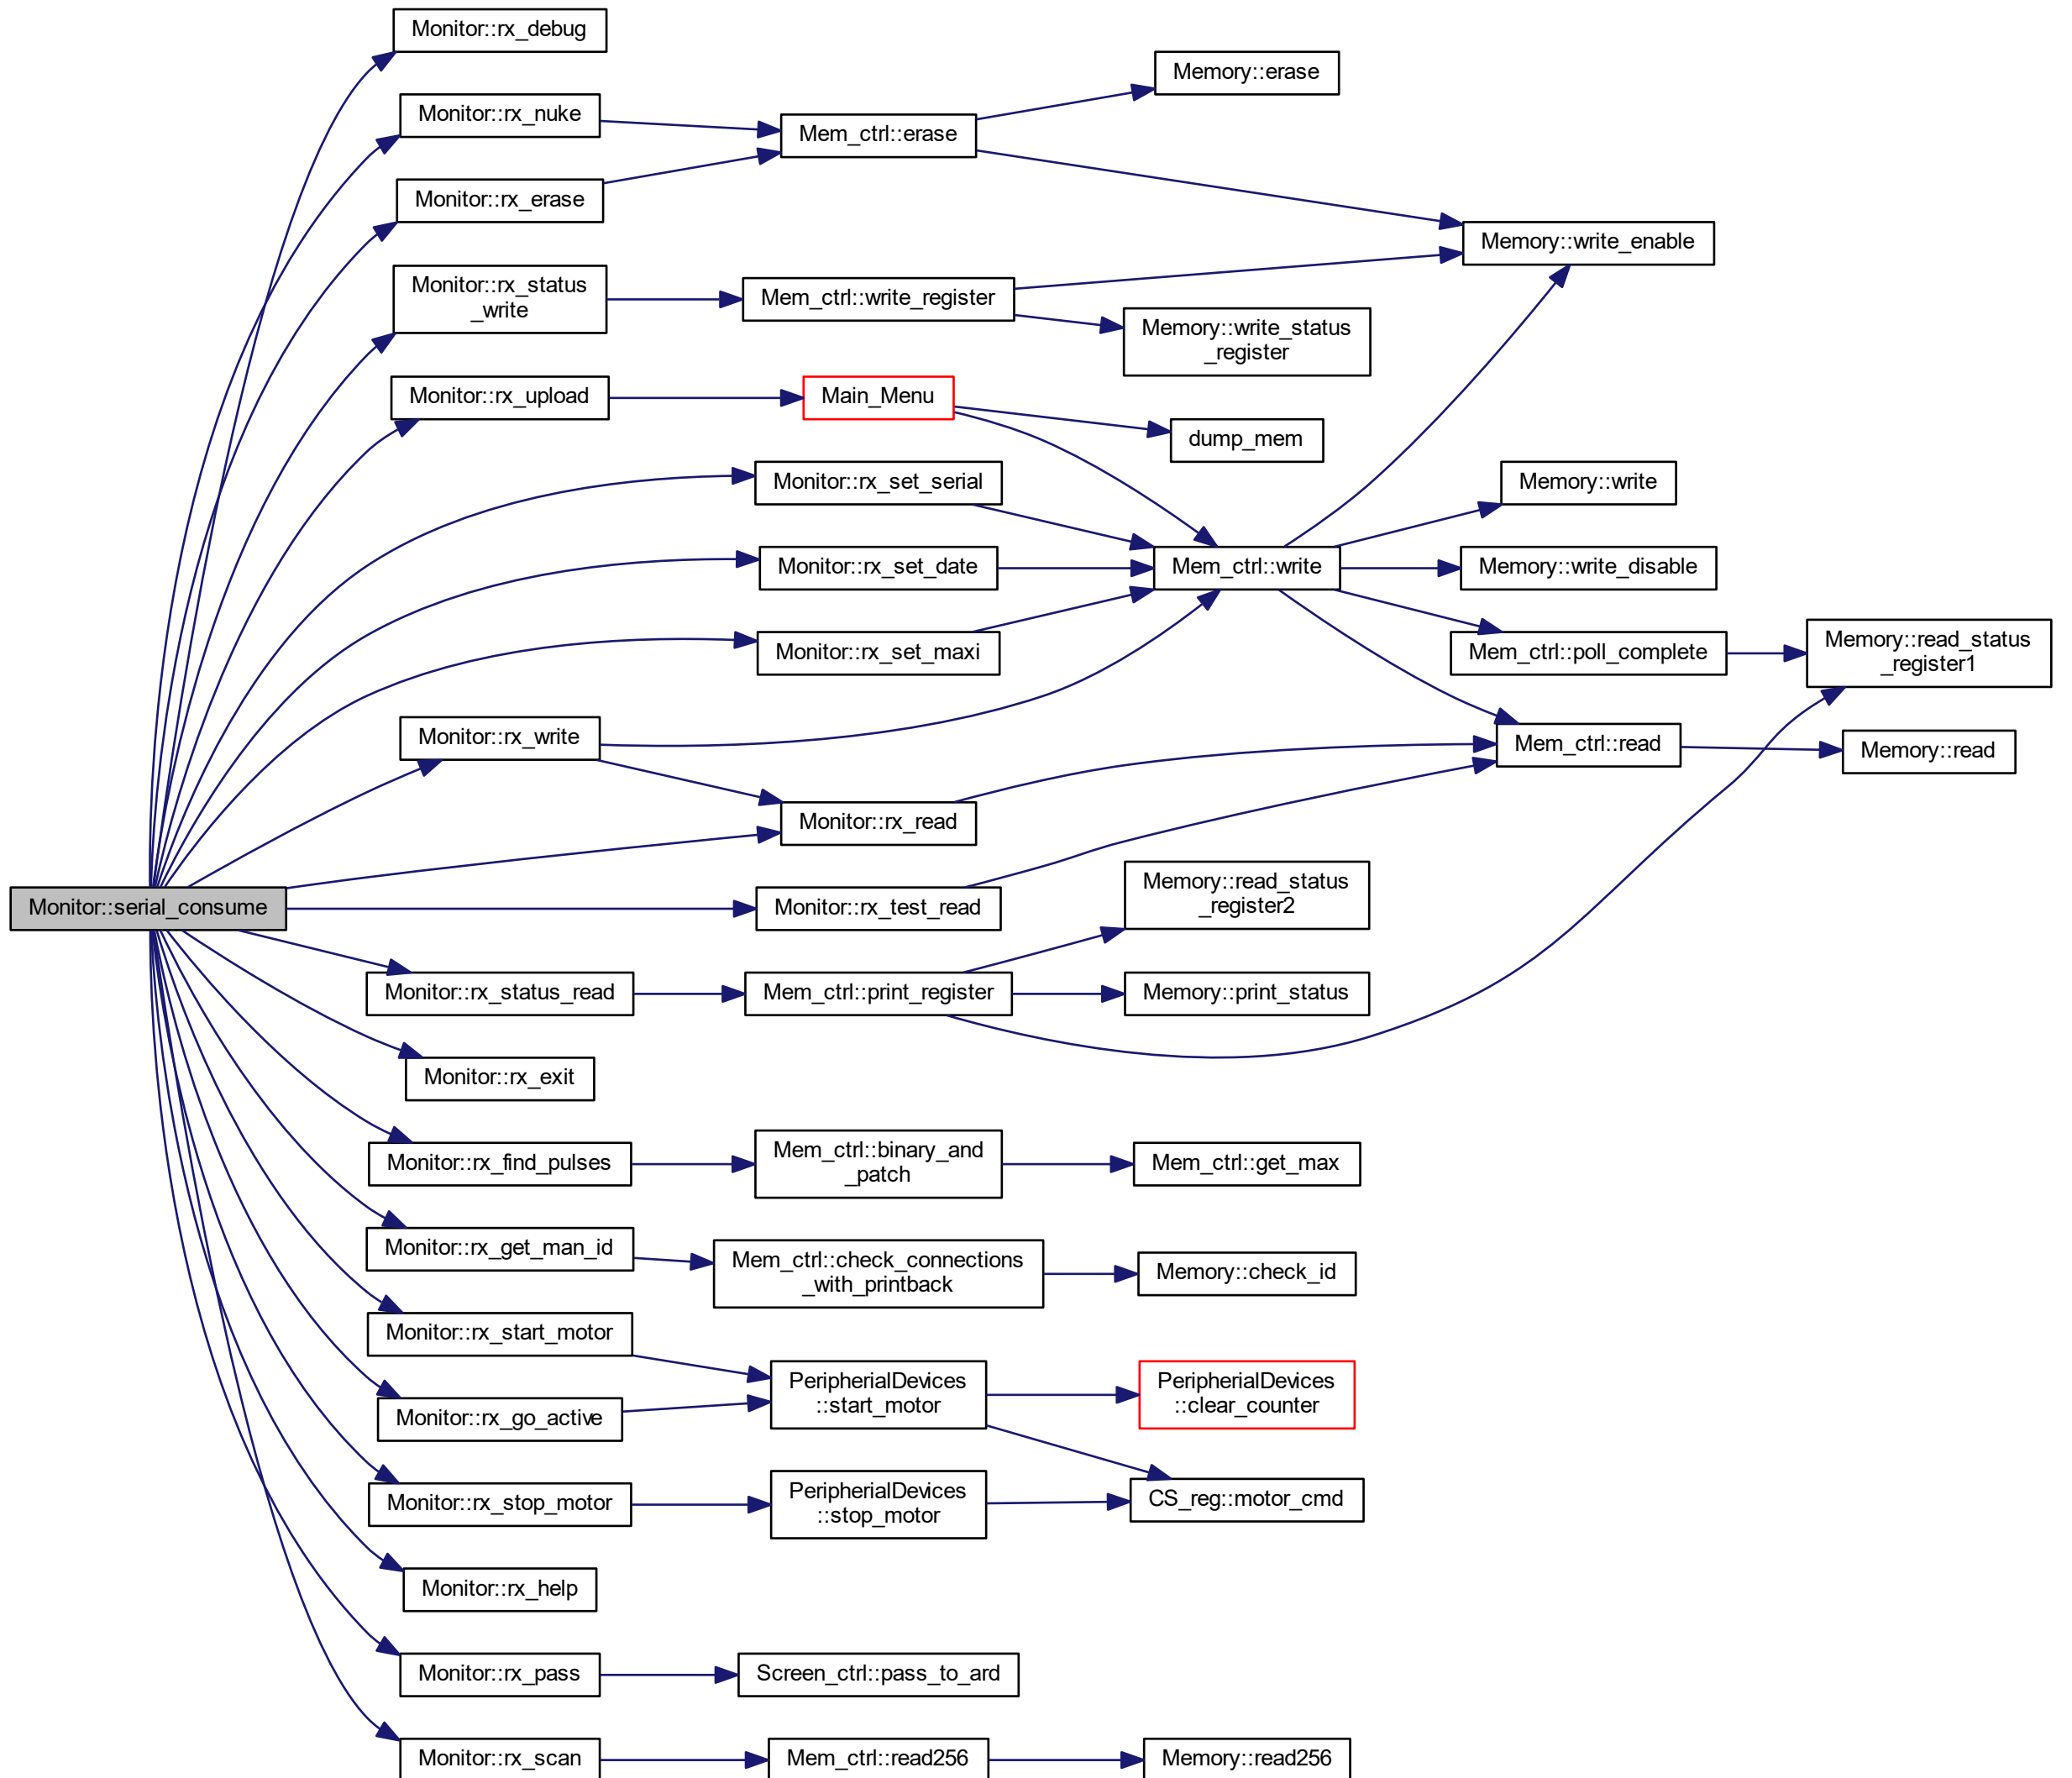 Monitor::rx_debug
Memory::erase
Monitor::rx_nuke
Mem_ctrl::erase
Monitor::rx_erase
Memory::write_enable
Monitor::rx_status
_write
Mem_ctrl::write_register
Memory::write_status
_register
Monitor::rx_upload
Main_Menu
dump_mem
Monitor::rx_set_serial
Memory::write
Monitor::rx_set_date
Mem_ctrl::write
Memory::write_disable
Monitor::rx_set_maxi
Mem_ctrl::poll_complete
Memory::read_status
_register1
Monitor::rx_write
Mem_ctrl::read
Memory::read
Monitor::rx_read
Monitor::serial_consume
Monitor::rx_test_read
Memory::read_status
_register2
Monitor::rx_status_read
Mem_ctrl::print_register
Memory::print_status
Monitor::rx_exit
Monitor::rx_find_pulses
Mem_ctrl::binary_and
_patch
Mem_ctrl::get_max
Monitor::rx_get_man_id
Mem_ctrl::check_connections
_with_printback
Memory::check_id
Monitor::rx_start_motor
PeripherialDevices
::start_motor
PeripherialDevices
::clear_counter
Monitor::rx_go_active
Monitor::rx_stop_motor
PeripherialDevices
::stop_motor
CS_reg::motor_cmd
Monitor::rx_help
Monitor::rx_pass
Screen_ctrl::pass_to_ard
Monitor::rx_scan
Mem_ctrl::read256
Memory::read256